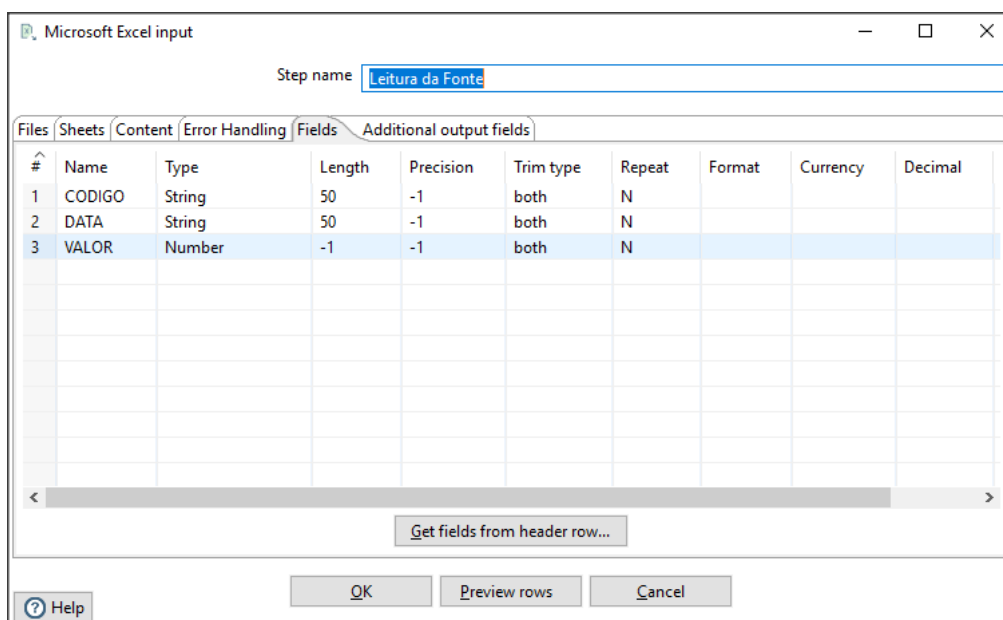 Microsoft Excel input
Step name Leitura da Fonte
Files Sheets Content Error Handling Fields Additional output fields
# Name Type Length Precision Trim type Repeat Format Currency Decimal
1 CODIGO String 50 -1 both N
2 DATA String 50 -1 both N
3 VALOR Number -1 -1 both N
Get fields from header row...
OK Preview rows Cancel
Help